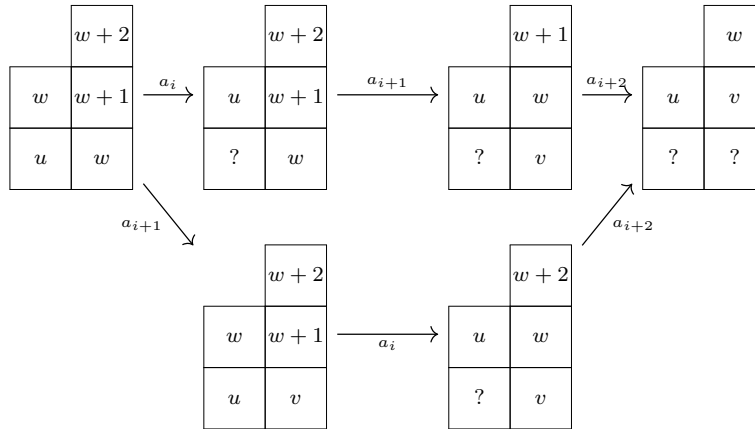 w + 2 w + 2 w + 1 w
w w + 1 a_i u w + 1 a_{i+1} u w a_{i+2} u v
u w ? w ? v ? ?
a_{i+1} a_{i+2}
w + 2 w + 2
w w + 1 a_i u w
u v ? v